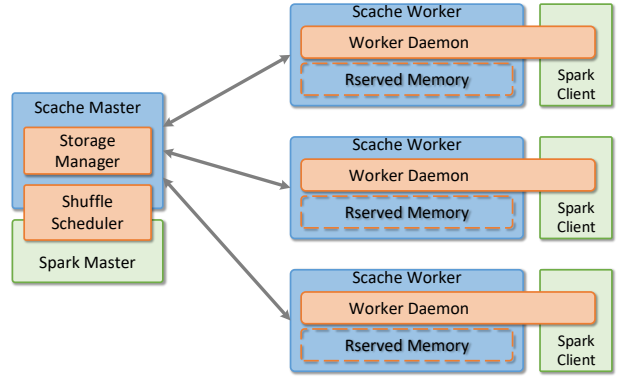 Scache Worker
Worker Daemon
Rserved Memory
Spark
Client
Scache Master
Storage
Manager
Shuffle
Scheduler
Spark Master
Scache Worker
Worker Daemon
Rserved Memory
Spark
Client
Scache Worker
Worker Daemon
Rserved Memory
Spark
Client